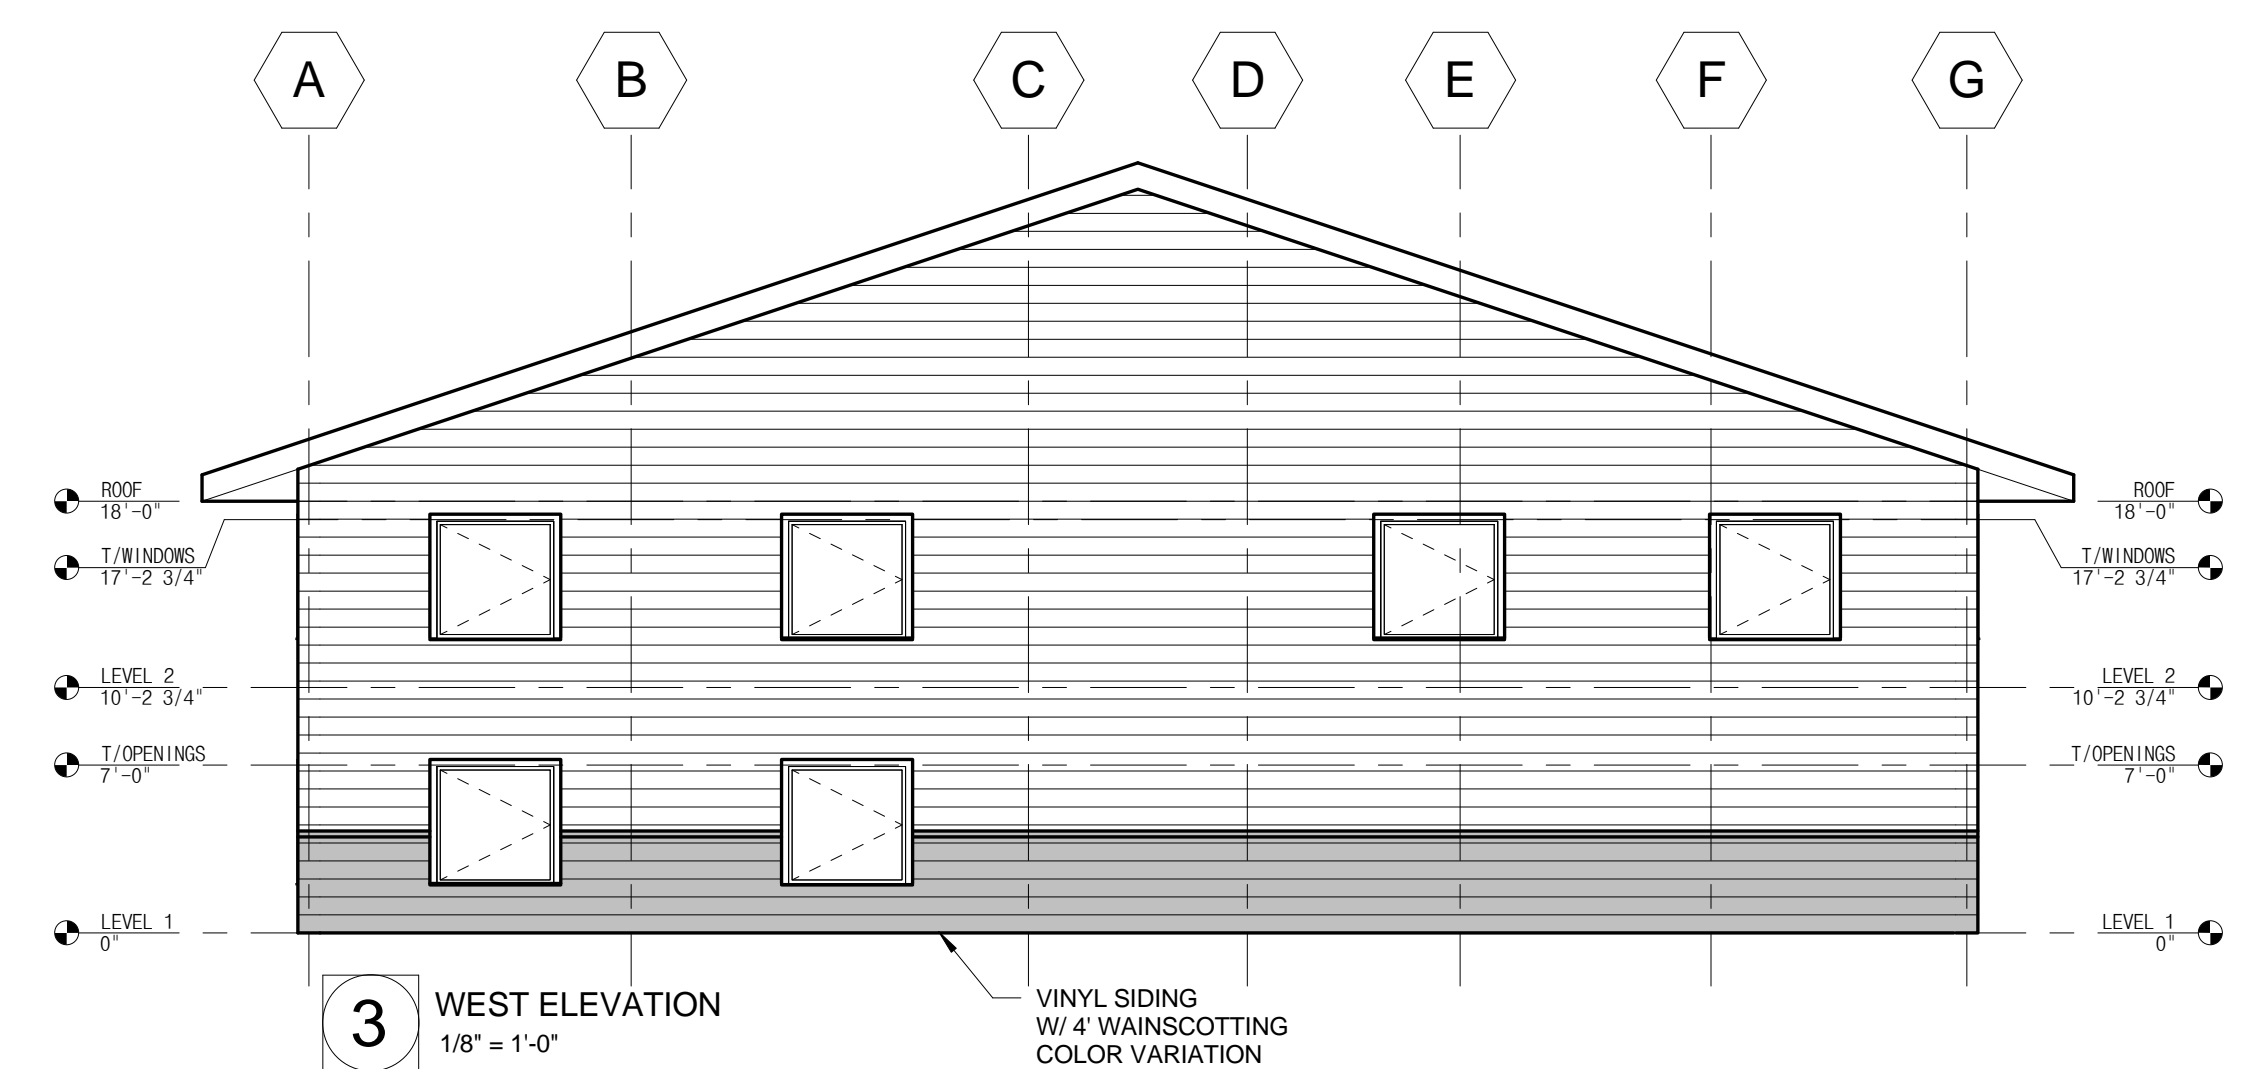 A B C D E F G
ROOF
18'-0"
T/WINDOWS
17'-2 3/4"
LEVEL 2
10'-2 3/4"
T/OPENINGS
7'-0"
LEVEL 1
0"
ROOF
18'-0"
T/WINDOWS
17'-2 3/4"
LEVEL 2
10'-2 3/4"
T/OPENINGS
7'-0"
LEVEL 1
0"
3
WEST ELEVATION
1/8" = 1'-0"
VINYL SIDING
W/ 4' WAINSCOTTING
COLOR VARIATION